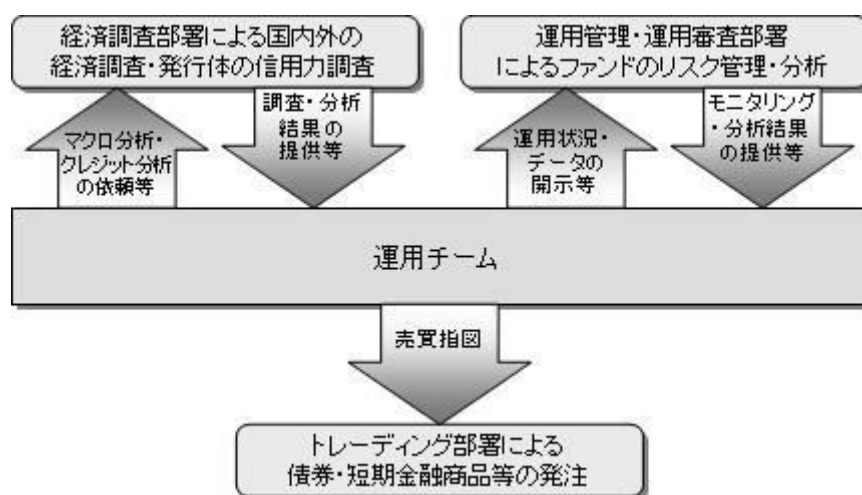 経済調査部署による国内外の
経済調査・発行体の信用力調査
運用管理・運用審査部署
によるファンドのリスク管理・分析
マクロ分析・
クレジット分析
の依頼等
調査・分析
結果の
提供等
運用状況・
データの
開示等
モニタリング
・分析結果
の提供等
運用チーム
売買指図
トレーディング部署による
債券・短期金融商品等の発注